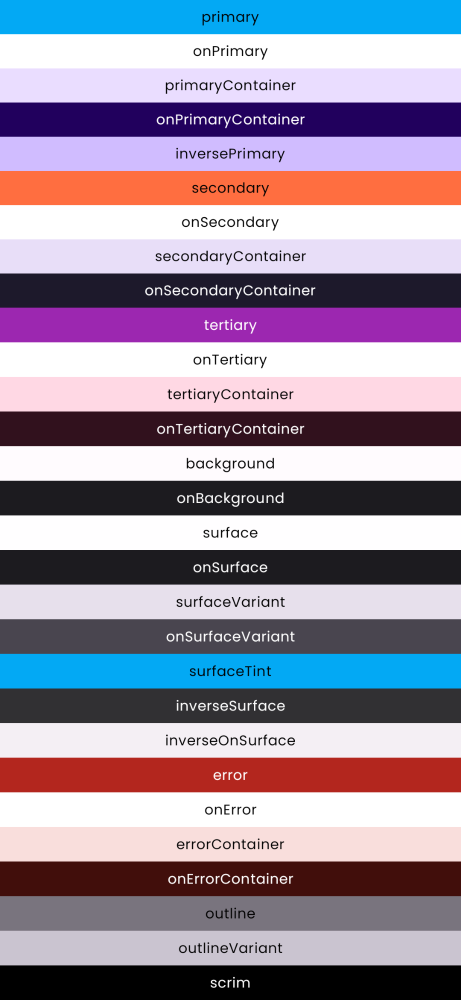 primary
onPrimary
primaryContainer
onPrimaryContainer
inversePrimary
secondary
onSecondary
secondaryContainer
onSecondaryContainer
tertiary
onTertiary
tertiaryContainer
onTertiaryContainer
background
onBackground
surface
onSurface
surfaceVariant
onSurfaceVariant
surfaceTint
inverseSurface
inverseOnSurface
error
onError
errorContainer
onErrorContainer
outline
outlineVariant
scrim